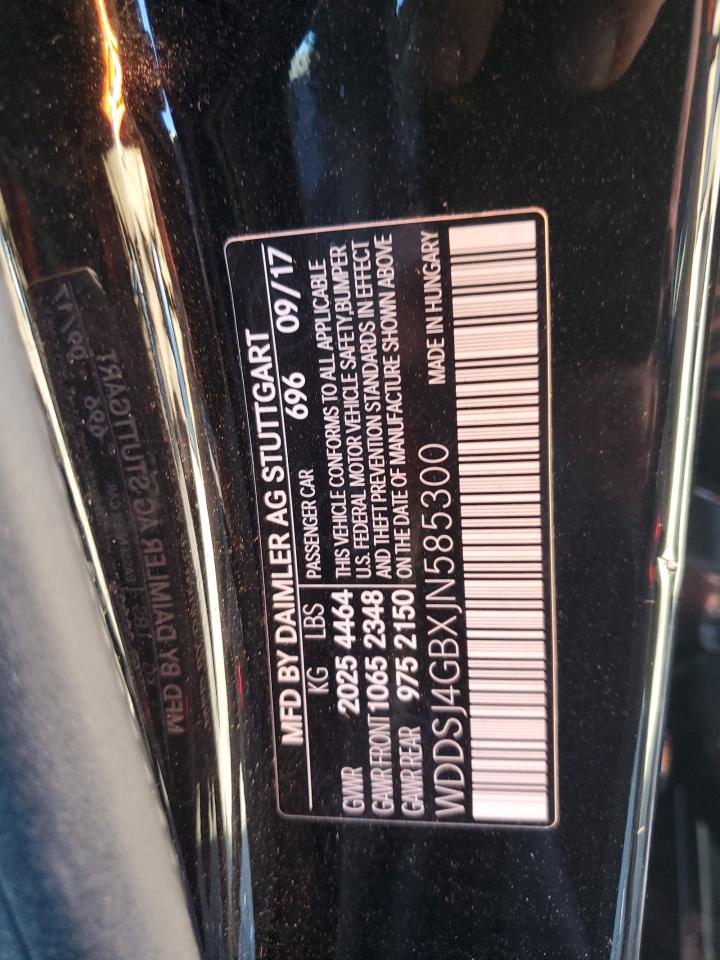 MFD BY DAIMLER AG STUTTGART
KG LBS PASSENGER CAR 696 09/17
GVWR 2025 4464 THIS VEHICLE CONFORMS TO ALL APPLICABLE
U.S. FEDERAL MOTOR VEHICLE SAFETY,BUMPER
GAWR FRONT 1065 2348 AND THEFT PREVENTION STANDARDS IN EFFECT
GAWR REAR 975 2150 ON THE DATE OF MANUFACTURE SHOWN ABOVE
WDDSJ4GBXJN585300 MADE IN HUNGARY